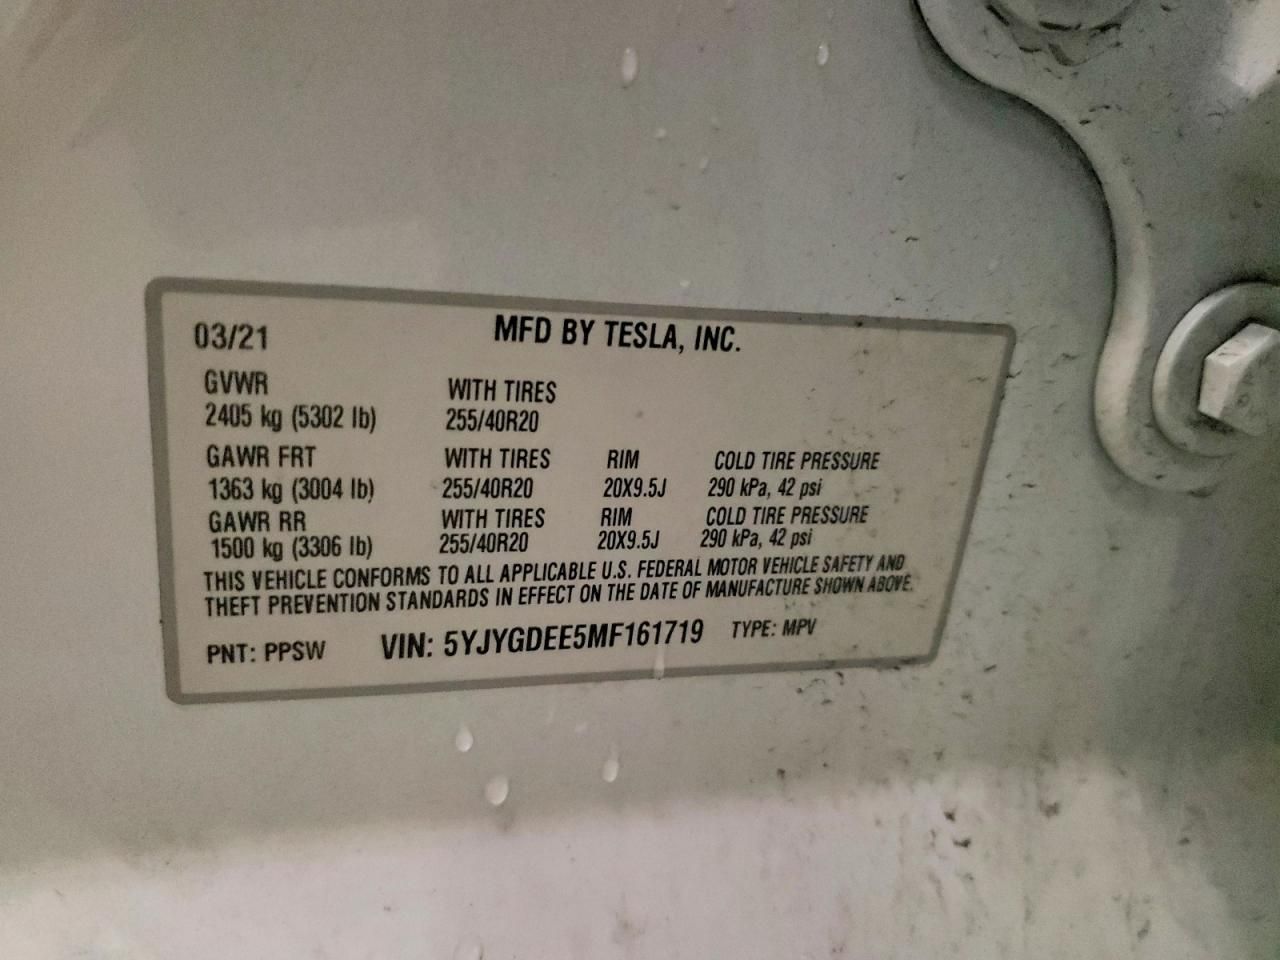 03/21 MFD BY TESLA, INC.
GVWR WITH TIRES
2405 kg (5302 lb) 255/40R20
GAWR FRT WITH TIRES RIM COLD TIRE PRESSURE
1363 kg (3004 lb) 255/40R20 20X9.5J 290 kPa, 42 psi
GAWR RR WITH TIRES RIM COLD TIRE PRESSURE
1500 kg (3306 lb) 255/40R20 20X9.5J 290 kPa, 42 psi
THIS VEHICLE CONFORMS TO ALL APPLICABLE U.S. FEDERAL MOTOR VEHICLE SAFETY AND
THEFT PREVENTION STANDARDS IN EFFECT ON THE DATE OF MANUFACTURE SHOWN ABOVE.
PNT: PPSW VIN: 5YJYGDEE5MF161719 TYPE: MPV